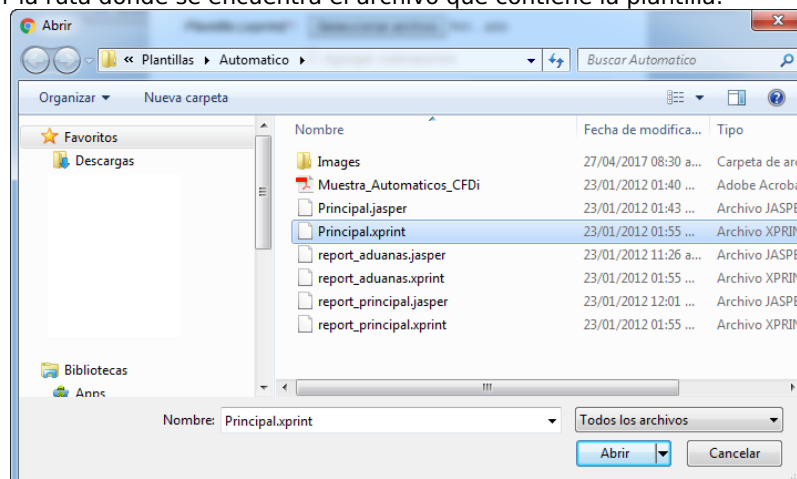 r la ruta donde se encuentra el archivo que contiene la plantilla.
Abrir
« Plantillas Automatico Buscar Automatico
Organizar Nueva carpeta
Favoritos
Descargas
Bibliotecas
Apps
Nombre Fecha de modifica... Tipo
Images 27/04/2017 08:30 a... Carpeta de arc
Muestra_Automaticos_CFDi 23/01/2012 01:40 ... Adobe Acroba
Principal.jasper 23/01/2012 01:43 ... Archivo JASPE
Principal.xprint 23/01/2012 01:55 ... Archivo XPRIN
report_aduanas.jasper 23/01/2012 11:26 a... Archivo JASPE
report_aduanas.xprint 23/01/2012 01:55 ... Archivo XPRIN
report_principal.jasper 23/01/2012 12:01 ... Archivo JASPE
report_principal.xprint 23/01/2012 01:55 ... Archivo XPRIN
Nombre: Principal.xprint Todos los archivos
Abrir Cancelar